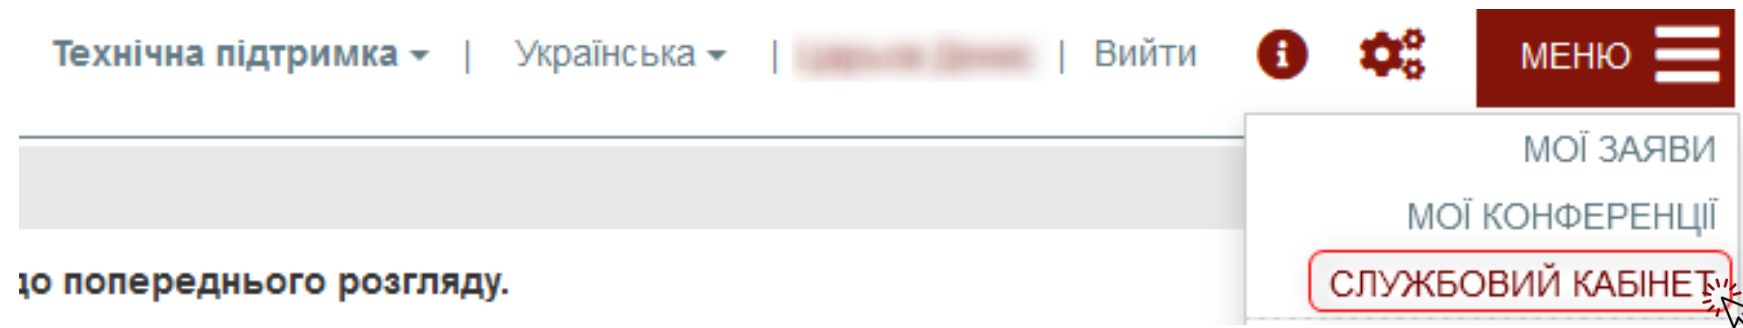 Технічна підтримка | Українська | | Вийти МЕНЮ
МОЇ ЗАЯВИ
МОЇ КОНФЕРЕНЦІЇ
до попереднього розгляду.
СЛУЖБОВИЙ КАБІНЕТ